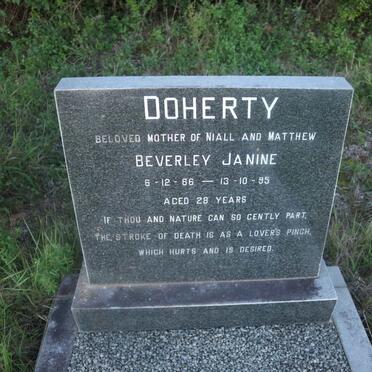 DOHERTY
BELOVED MOTHER OF NIALL AND MATTHEW
BEVERLEY JANINE
6-12-66 — 13-10-95
AGED 28 YEARS
IF THOU AND NATURE CAN SO GENTLY PART,
THE STROKE OF DEATH IS AS A LOVER'S PINCH,
WHICH HURTS AND IS DESIRED.